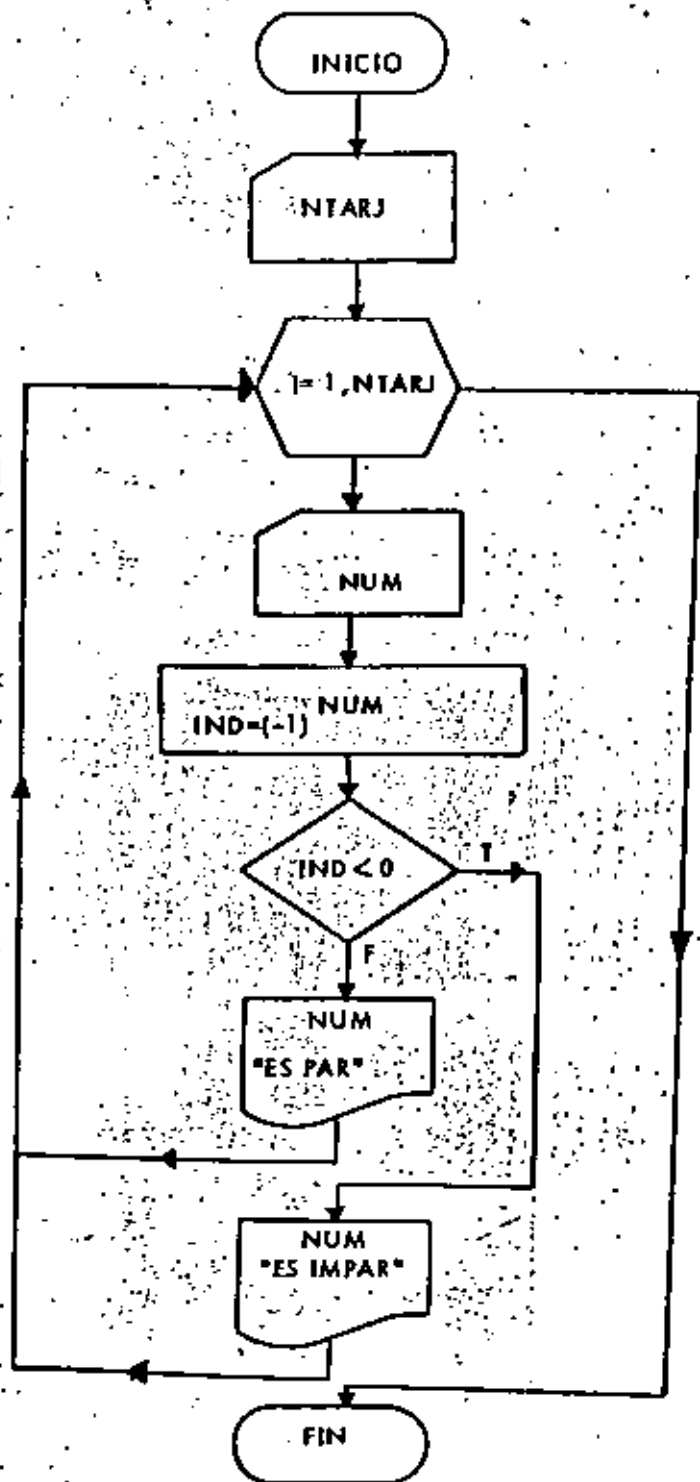 INICIO
NTARJ
I=1,NTARJ
NUM
NUM
IND=(-1)
IND<0
T
F
NUM
"ES PAR"
NUM
"ES IMPAR"
FIN